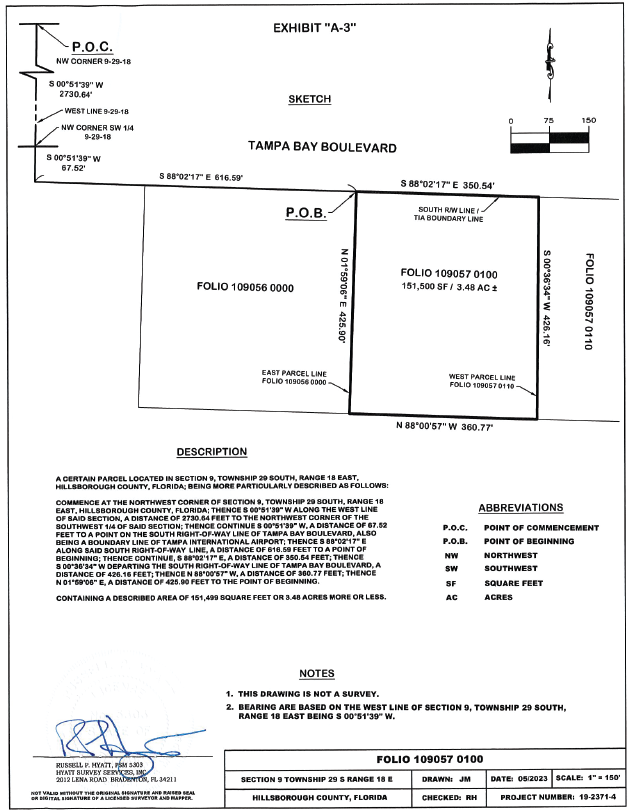 EXHIBIT "A-3"
P.O.C.
NW CORNER 9-29-18
S 00°51'39" W
2730.64'
WEST LINE 9-29-18
NW CORNER SW 1/4
9-29-18
S 00°51'39" W
67.52'
SKETCH
0 75 150
TAMPA BAY BOULEVARD
S 88°02'17" E 616.59'
S 88°02'17" E 350.54'
P.O.B.
SOUTH R/W LINE /
TIA BOUNDARY LINE
FOLIO 109056 0000
N 01°59'06" E 425.90'
FOLIO 109057 0100
151,500 SF / 3.48 AC ±
S 00°36'34" W 426.16'
FOLIO 109057 0110
EAST PARCEL LINE
FOLIO 109056 0000
WEST PARCEL LINE
FOLIO 109057 0110
N 88°00'57" W 360.77'
DESCRIPTION
A CERTAIN PARCEL LOCATED IN SECTION 9, TOWNSHIP 29 SOUTH, RANGE 18 EAST,
HILLSBOROUGH COUNTY, FLORIDA; BEING MORE PARTICULARLY DESCRIBED AS FOLLOWS:
COMMENCE AT THE NORTHWEST CORNER OF SECTION 9, TOWNSHIP 29 SOUTH, RANGE 18
EAST, HILLSBOROUGH COUNTY, FLORIDA; THENCE S 00°51'39" W ALONG THE WEST LINE
OF SAID SECTION, A DISTANCE OF 2730.64 FEET TO THE NORTHWEST CORNER OF THE
SOUTHWEST 1/4 OF SAID SECTION; THENCE CONTINUE S 00°51'39" W, A DISTANCE OF 67.52
FEET TO A POINT ON THE SOUTH RIGHT-OF-WAY LINE OF TAMPA BAY BOULEVARD, ALSO
BEING A BOUNDARY LINE OF TAMPA INTERNATIONAL AIRPORT; THENCE S 88°02'17" E
ALONG SAID SOUTH RIGHT-OF-WAY LINE, A DISTANCE OF 616.59 FEET TO A POINT OF
BEGINNING; THENCE CONTINUE, S 88°02'17" E, A DISTANCE OF 350.54 FEET; THENCE
S 00°36'34" W DEPARTING THE SOUTH RIGHT-OF-WAY LINE OF TAMPA BAY BOULEVARD, A
DISTANCE OF 426.16 FEET; THENCE N 88°00'57" W, A DISTANCE OF 360.77 FEET; THENCE
N 01°59'06" E, A DISTANCE OF 425.90 FEET TO THE POINT OF BEGINNING.
CONTAINING A DESCRIBED AREA OF 151,499 SQUARE FEET OR 3.48 ACRES MORE OR LESS.
ABBREVIATIONS
P.O.C. POINT OF COMMENCEMENT
P.O.B. POINT OF BEGINNING
NW NORTHWEST
SW SOUTHWEST
SF SQUARE FEET
AC ACRES
NOTES
1. THIS DRAWING IS NOT A SURVEY.
2. BEARING ARE BASED ON THE WEST LINE OF SECTION 9, TOWNSHIP 29 SOUTH,
RANGE 18 EAST BEING S 00°51'39" W.
RUSSELL P. HYATT, PSM 5303
HYATT SURVEY SERVICES, INC.
2012 LENA ROAD BRADENTON, FL 34211
NOT VALID WITHOUT THE ORIGINAL SIGNATURE AND RAISED SEAL
OR DIGITAL SIGNATURE OF A LICENSED SURVEYOR AND MAPPER.
FOLIO 109057 0100
SECTION 9 TOWNSHIP 29 S RANGE 18 E DRAWN: JM DATE: 05/2023 SCALE: 1" = 150'
HILLSBOROUGH COUNTY, FLORIDA CHECKED: RH PROJECT NUMBER: 19-2371-4